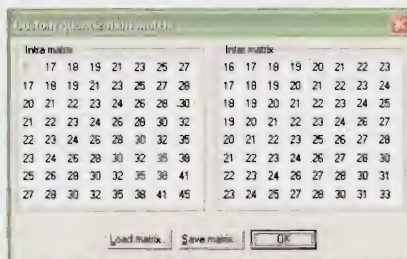 Custom quantization matrix
Intra matrix
17 18 19 21 23 25 27
17 18 19 21 23 25 27 28
20 21 22 23 24 26 28 30
21 22 23 24 26 28 30 32
22 23 24 26 28 30 32 35
23 24 26 28 30 32 35 38
25 26 28 30 32 35 38 41
27 28 30 32 35 38 41 45
Inter matrix
16 17 18 19 20 21 22 23
17 18 19 20 21 22 23 24
18 19 20 21 22 23 24 25
19 20 21 22 23 24 26 27
20 21 22 23 25 26 27 28
21 22 23 24 26 27 28 30
22 23 24 26 27 28 30 31
23 24 25 27 28 30 31 33
Load matrix Save matrix OK